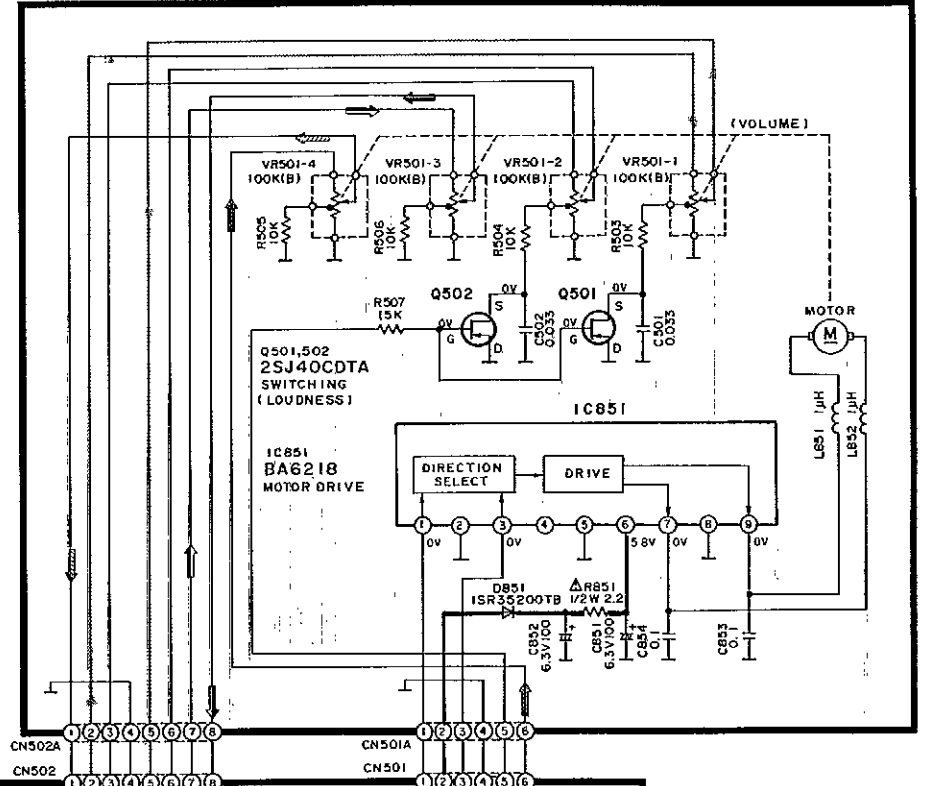 (VOLUME)
VR501-4
100K(B)
VR501-3
100K(B)
VR501-2
100K(B)
VR501-1
100K(B)
R505
10K
R506
10K
R504
10K
R503
10K
R507
15K
Q502
0V
S
0V
G
D
C502
0.033
Q501
0V
S
0V
G
D
C501
0.033
MOTOR
M
Q501,502
2SJ40CDTA
SWITCHING
(LOUDNESS)
L851 1μH
L852 1μH
IC851
IC851
BA6218
MOTOR DRIVE
DIRECTION
SELECT
DRIVE
1 2 3 4 5 6 7 8 9
0V 0V 5.8V 0V 0V
D851
1SR35200TB
R851
1/2W 2.2
C852
6.3V100
C851
6.3V100
C854
0.1
C853
0.1
1 2 3 4 5 6 7 8
CN502A
1 2 3 4 5 6
CN501A
CN502
1 2 3 4 5 6 7 8
CN501
1 2 3 4 5 6